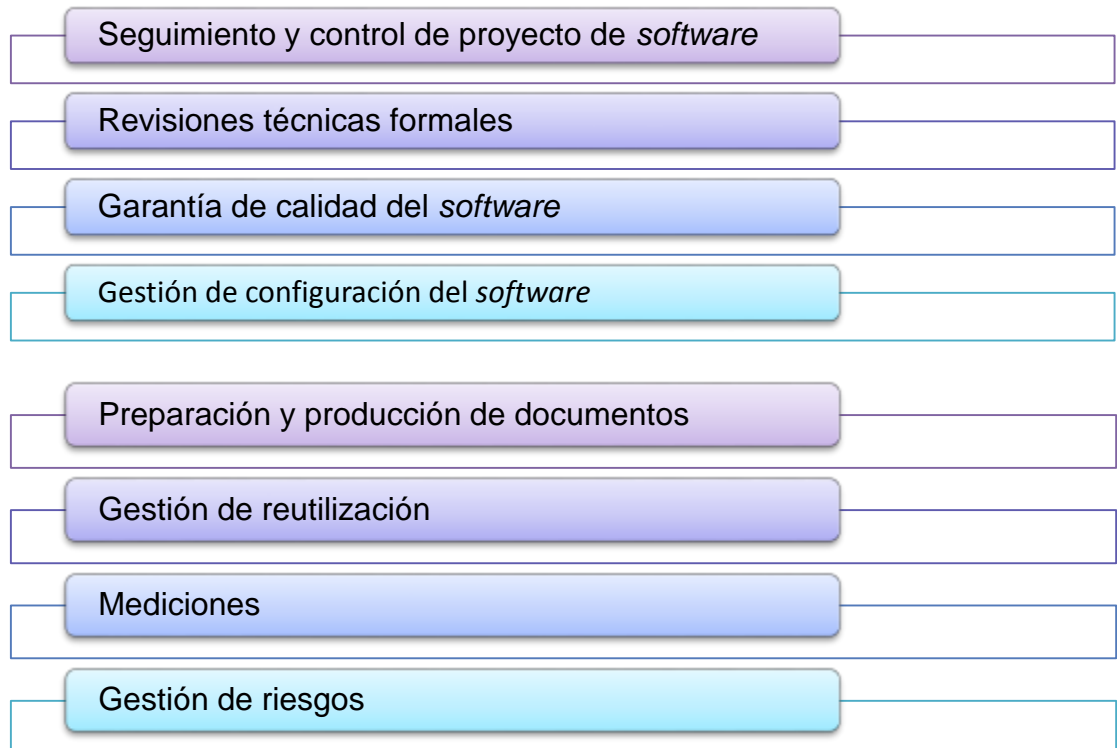 Seguimiento y control de proyecto de software
Revisiones técnicas formales
Garantía de calidad del software
Gestión de configuración del software
Preparación y producción de documentos
Gestión de reutilización
Mediciones
Gestión de riesgos